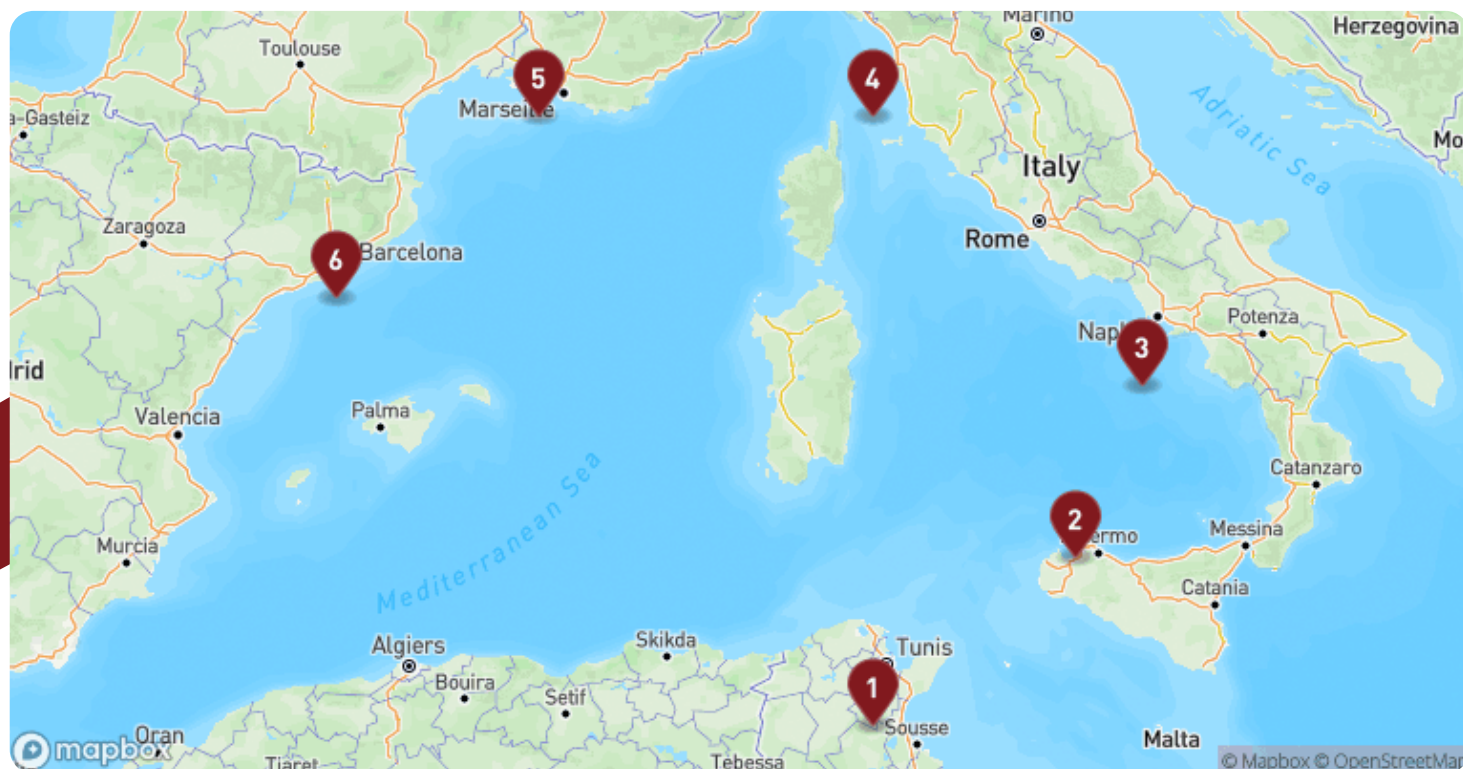 Marino
Herzegovina
Toulouse
5
4
Marseille
a-Gasteiz
Adriatic Sea
Mo
Italy
Zaragoza
Rome
Barcelona
6
Potenza
Nap
3
rid
Palma
Valencia
Mediterranean Sea
Catanzaro
2
ermo
Messina
Murcia
Catania
Algiers
Skikda
Tunis
Bouira
Setif
1
Sousse
Oran
Malta
mapbox
Tiaret
Tebessa
© Mapbox © OpenStreetMap